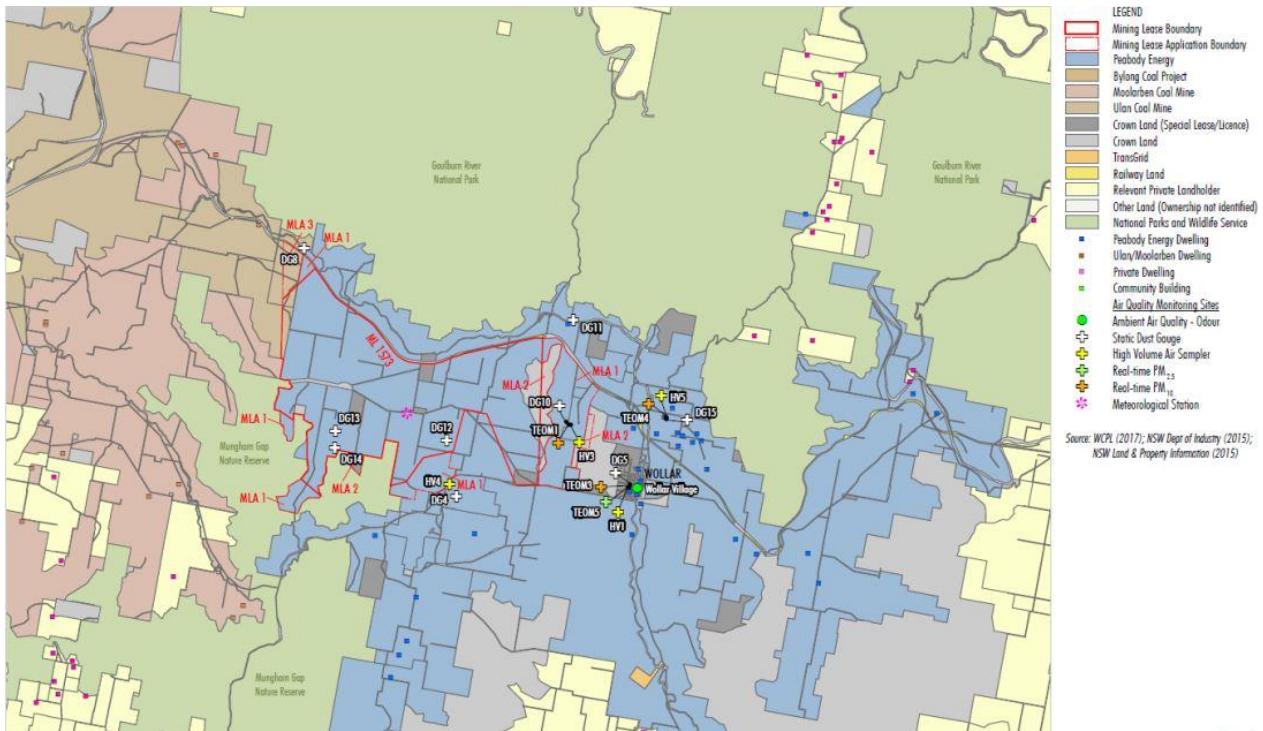 LEGEND
Mining Lease Boundary
Mining Lease Application Boundary
Peabody Energy
Bylong Coal Project
Moolarben Coal Mine
Ulan Coal Mine
Crown Land (Special Lease/Licence)
Crown Land
TransGrid
Railway Land
Relevant Private Landholder
Other Land (Ownership not identified)
National Parks and Wildlife Service
Peabody Energy Dwelling
Ulan/Moolarben Dwelling
Private Dwelling
Community Building
Air Quality Monitoring Sites
Ambient Air Quality - Odour
Static Dust Gauge
High Volume Air Sampler
Real-time PM2.5
Real-time PM10
Meteorological Station
Source: WCPL (2017); NSW Dept of Industry (2015);
NSW Land & Property Information (2015)
Goulburn River
National Park
Goulburn River
National Park
MLA 3
MLA 1
DG8
ML 1573
DG11
MLA 2
MLA 1
DG10
HV5
TEOM4
DG15
MLA 1
DG13
DG12
TEOM1
MLA 2
HV3
Munghorn Gap
Nature Reserve
DG14
DG5
WOLLAR
MLA 2
HV4
MLA 1
TEOM3
Wollar Village
MLA 1
DG4
TEOM5
HV1
Munghorn Gap
Nature Reserve